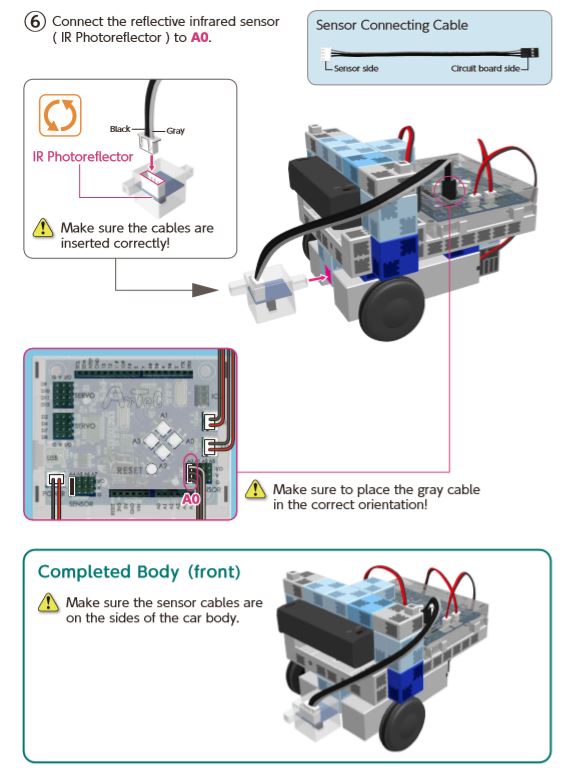 6 Connect the reflective infrared sensor
( IR Photoreflector ) to A0.
Sensor Connecting Cable
Sensor side
Circuit board side
Black
Gray
IR Photoreflector
Make sure the cables are
inserted correctly!
SERVO
SERVO
A1
A3
A0
A2
USB
RESET
POWER
SENSOR
A0
Make sure to place the gray cable
in the correct orientation!
Completed Body (front)
Make sure the sensor cables are
on the sides of the car body.